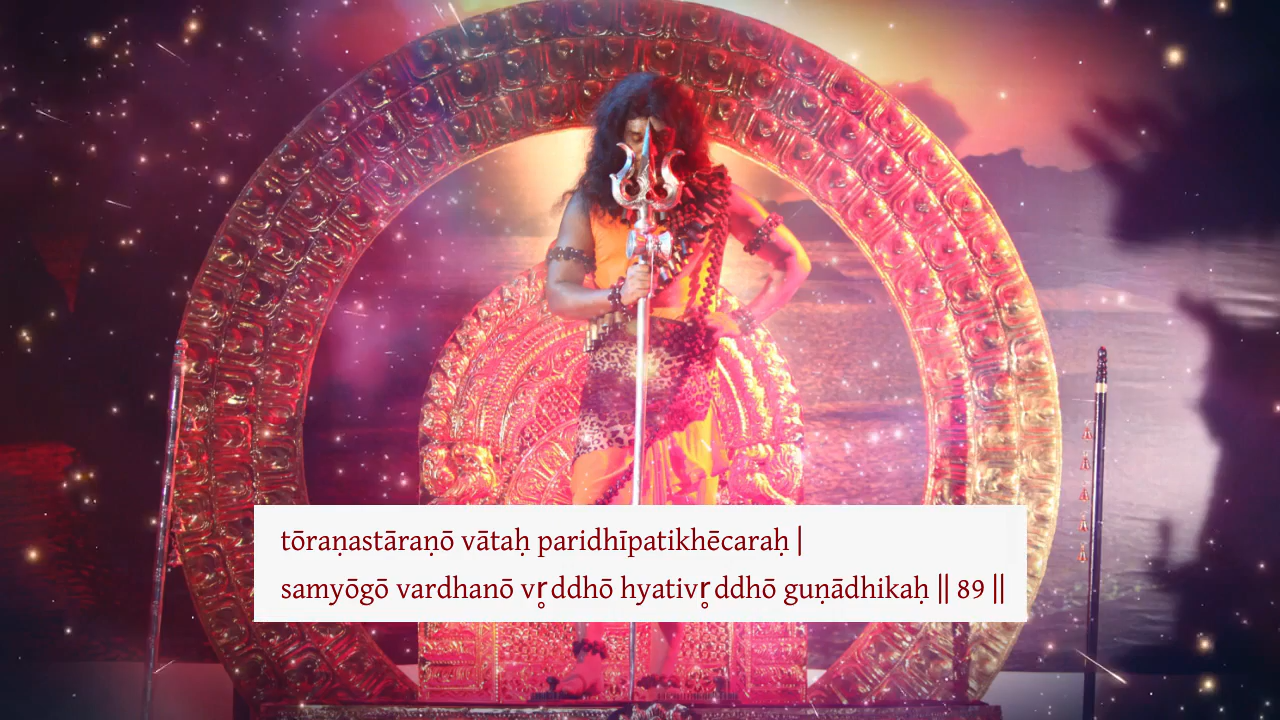 tōraṇastāraṇō vātaḥ paridhīpatikhēcaraḥ |
samyōgō vardhanō vr̥ddhō hyativr̥ddhō guṇādhikaḥ || 89 ||